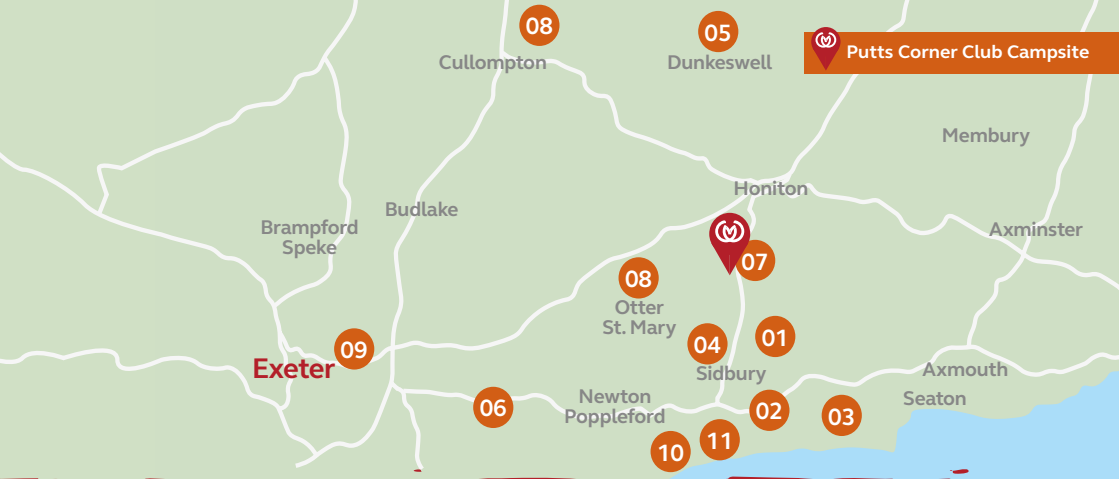 08
05
Cullompton
Dunkeswell
Putts Corner Club Campsite
Membury
Honiton
Budlake
Brampford
Speke
Axminster
07
08
Otter
St. Mary
01
04
09
Exeter
Sidbury
Axmouth
Newton
Poppleford
Seaton
06
02
03
11
10